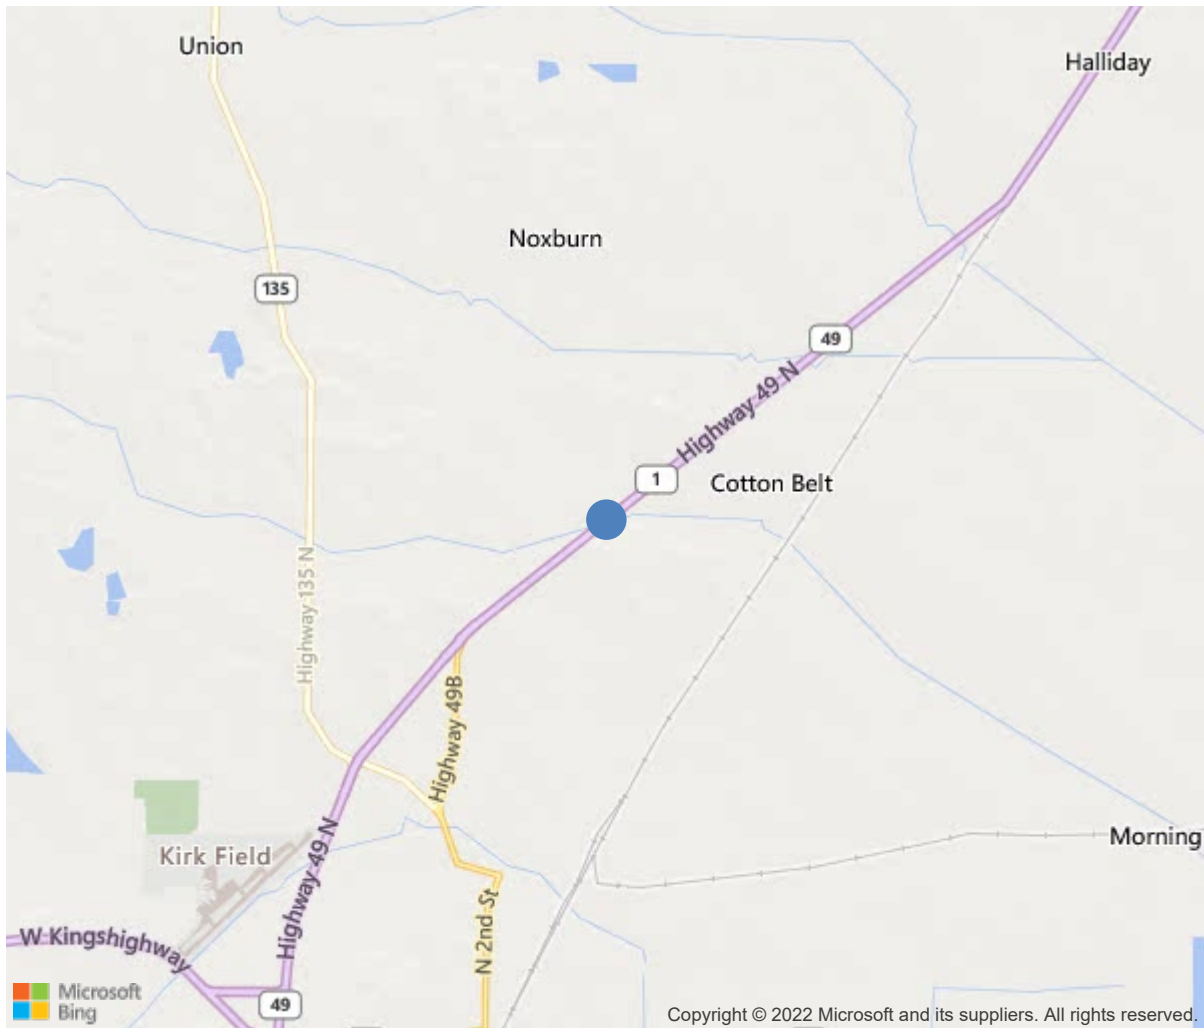 Union
Halliday
Noxburn
135
49
Highway 49 N
1
Cotton Belt
Highway 135 N
Highway 49B
Kirk Field
Highway 49 N
Morning
W Kingshighway
N 2nd St
49
Microsoft
Bing
Copyright © 2022 Microsoft and its suppliers. All rights reserved.